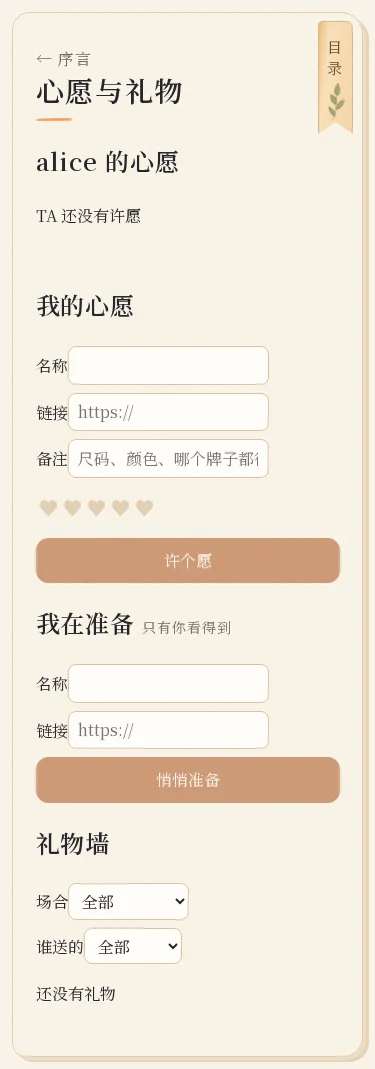 ← 序言
目录
心愿与礼物
alice 的心愿
TA 还没有许愿
我的心愿
名称
链接 https://
备注 尺码、颜色、哪个牌子都
许个愿
我在准备 只有你看得到
名称
链接 https://
悄悄准备
礼物墙
场合 全部
谁送的 全部
还没有礼物